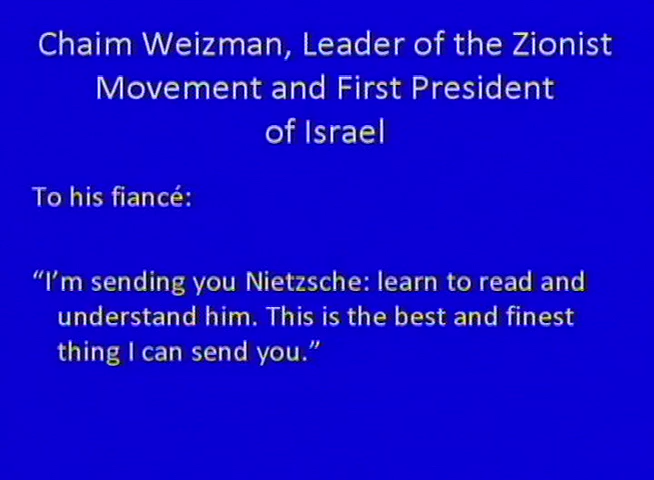 Chaim Weizman, Leader of the Zionist
Movement and First President
of Israel
To his fiancé:
“I’m sending you Nietzsche: learn to read and
understand him. This is the best and finest
thing I can send you.”